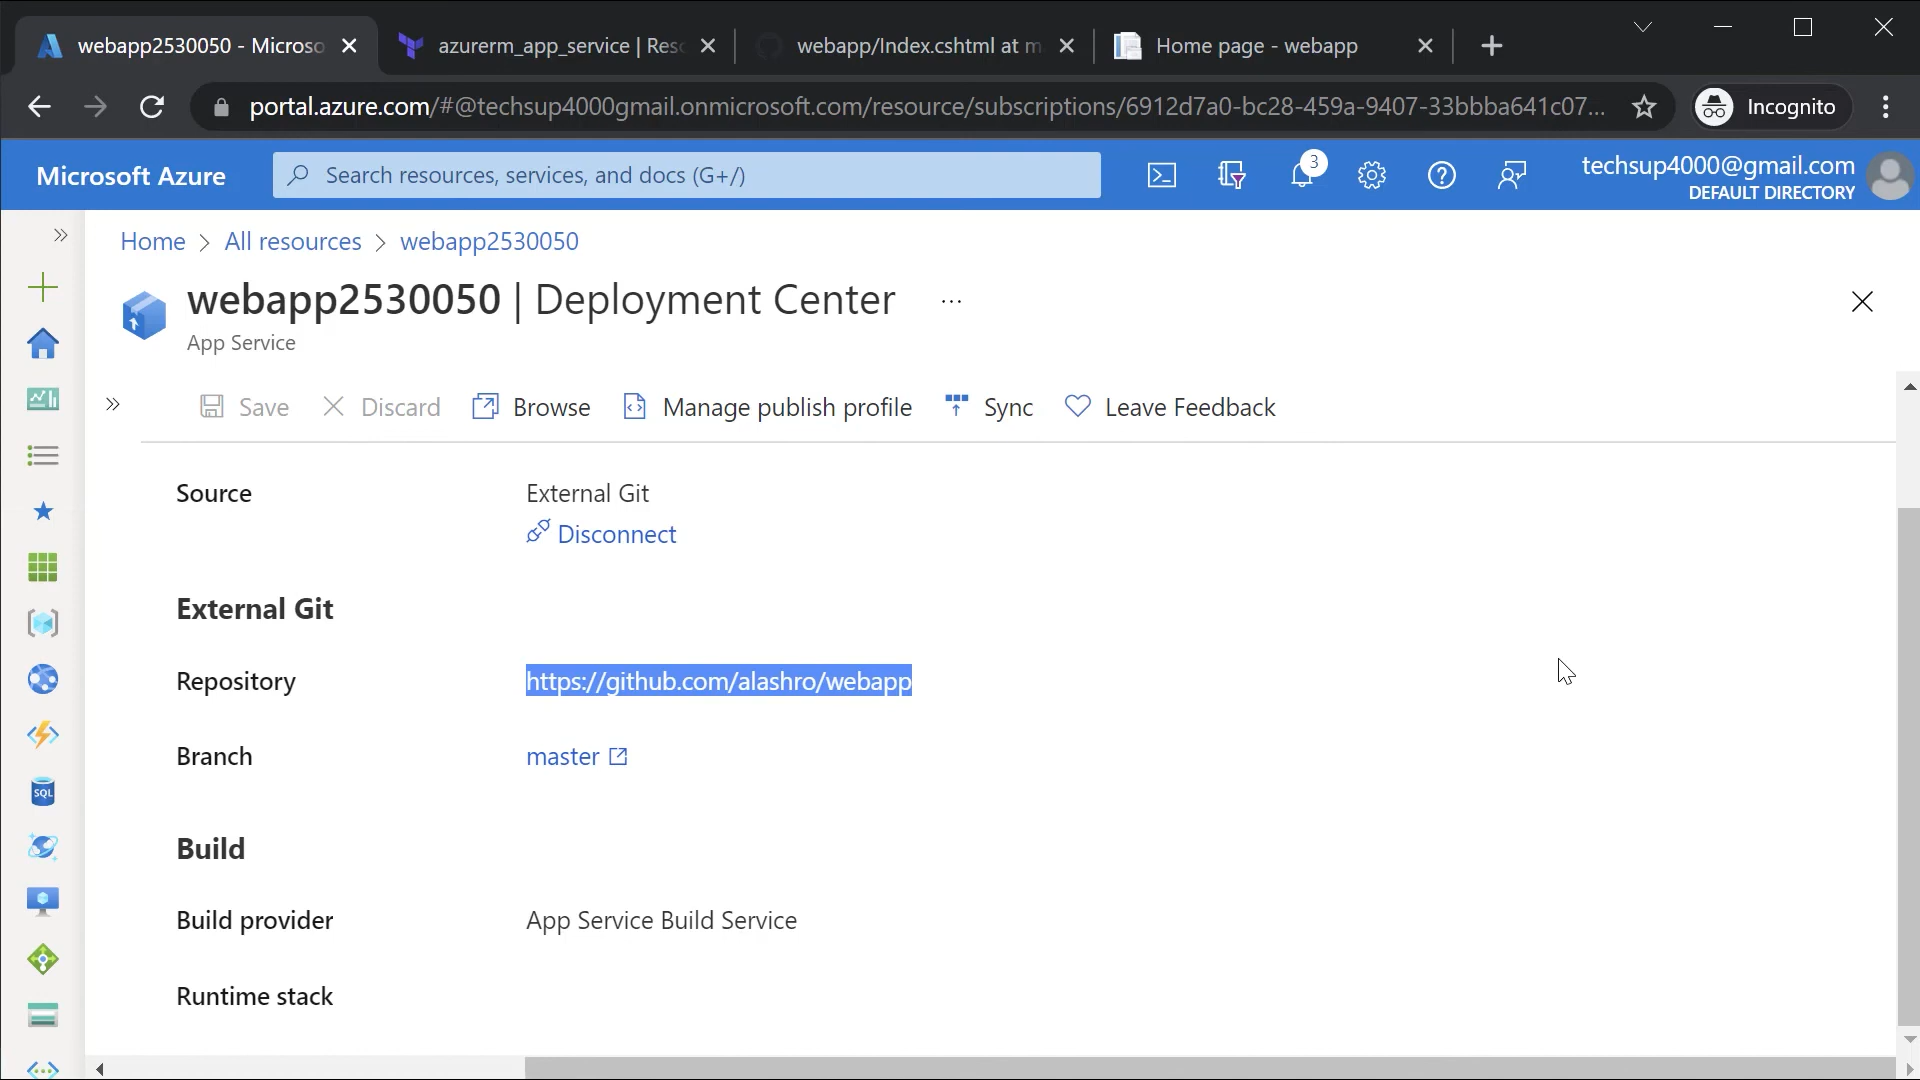 webapp2530050 - Microso
azurerm_app_service | Res
webapp/Index.cshtml at m
Home page - webapp
portal.azure.com/#@techsup4000gmail.onmicrosoft.com/resource/subscriptions/6912d7a0-bc28-459a-9407-33bbba641c07...
Incognito
Microsoft Azure
Search resources, services, and docs (G+/)
3
techsup4000@gmail.com
DEFAULT DIRECTORY
Home > All resources > webapp2530050
webapp2530050 | Deployment Center ...
App Service
Save
Discard
Browse
Manage publish profile
Sync
Leave Feedback
Source
External Git
Disconnect
External Git
Repository
https://github.com/alashro/webapp
Branch
master
Build
Build provider
App Service Build Service
Runtime stack
SQL